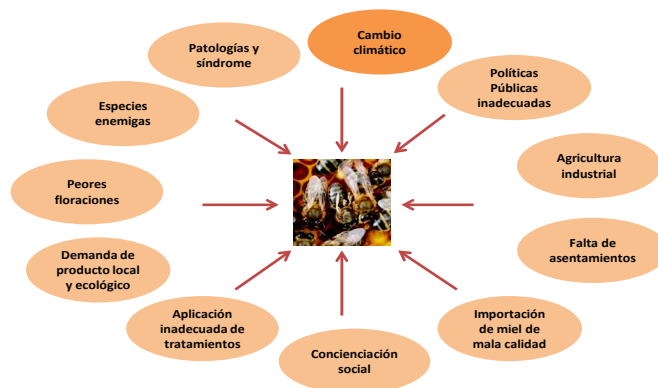 Cambio
climático
Políticas
Públicas
inadecuadas
Agricultura
industrial
Falta de
asentamientos
Importación
de miel de
mala calidad
Concienciación
social
Aplicación
inadecuada de
tratamientos
Demanda de
producto local
y ecológico
Peores
floraciones
Especies
enemigas
Patologías y
síndrome